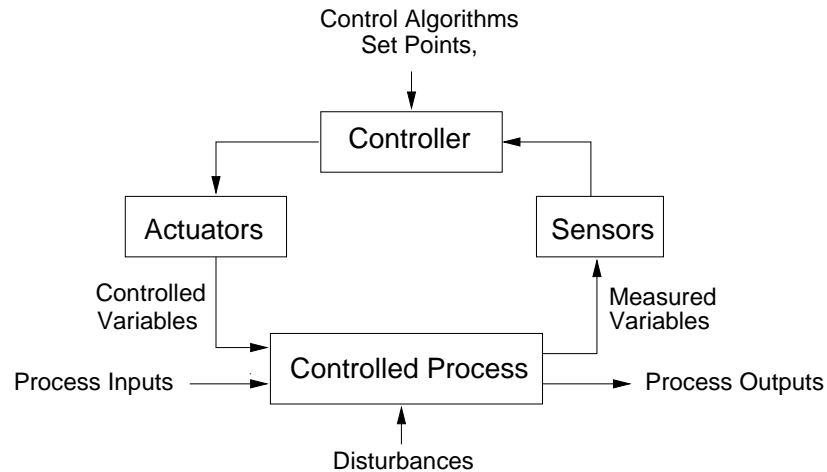 Control Algorithms
Set Points,
Controller
Actuators
Sensors
Controlled
Variables
Measured
Variables
Controlled Process
Process Inputs
Process Outputs
Disturbances